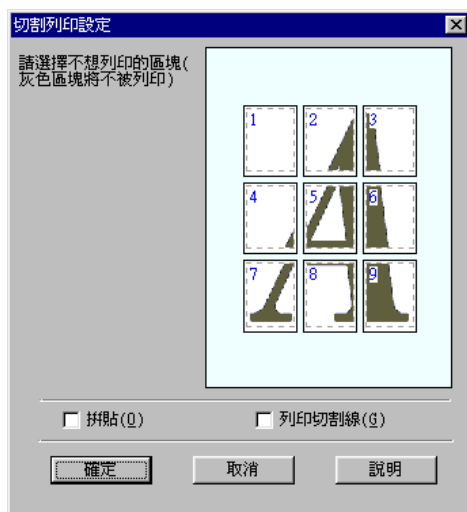 切割列印設定
請選擇不想列印的區塊(
灰色區塊將不被列印)
1 2 3
4 5 6
7 8 9
拼貼(O) 列印切割線(G)
確定 取消 說明